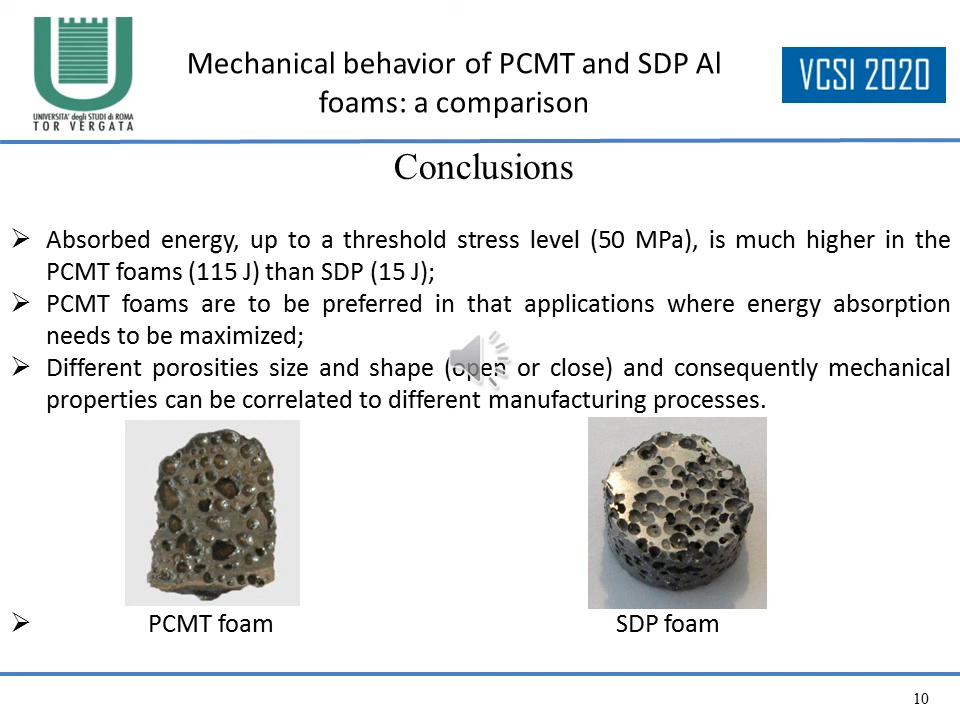 Mechanical behavior of PCMT and SDP Al
foams: a comparison
VCSI 2020
UNIVERSITA' degli STUDI di ROMA
TOR VERGATA
Conclusions
➢ Absorbed energy, up to a threshold stress level (50 MPa), is much higher in the
PCMT foams (115 J) than SDP (15 J);
➢ PCMT foams are to be preferred in that applications where energy absorption
needs to be maximized;
➢ Different porosities size and shape (open or close) and consequently mechanical
properties can be correlated to different manufacturing processes.
➢ PCMT foam SDP foam
10